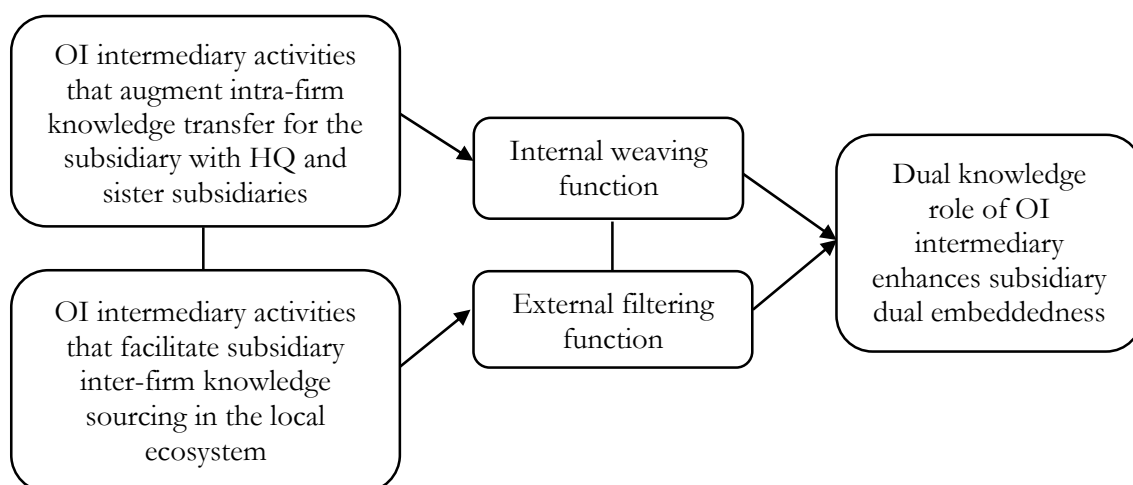 OI intermediary activities
that augment intra-firm
knowledge transfer for the
subsidiary with HQ and
sister subsidiaries
Internal weaving
function
Dual knowledge
role of OI
intermediary
enhances subsidiary
dual embeddedness
OI intermediary activities
that facilitate subsidiary
inter-firm knowledge
sourcing in the local
ecosystem
External filtering
function